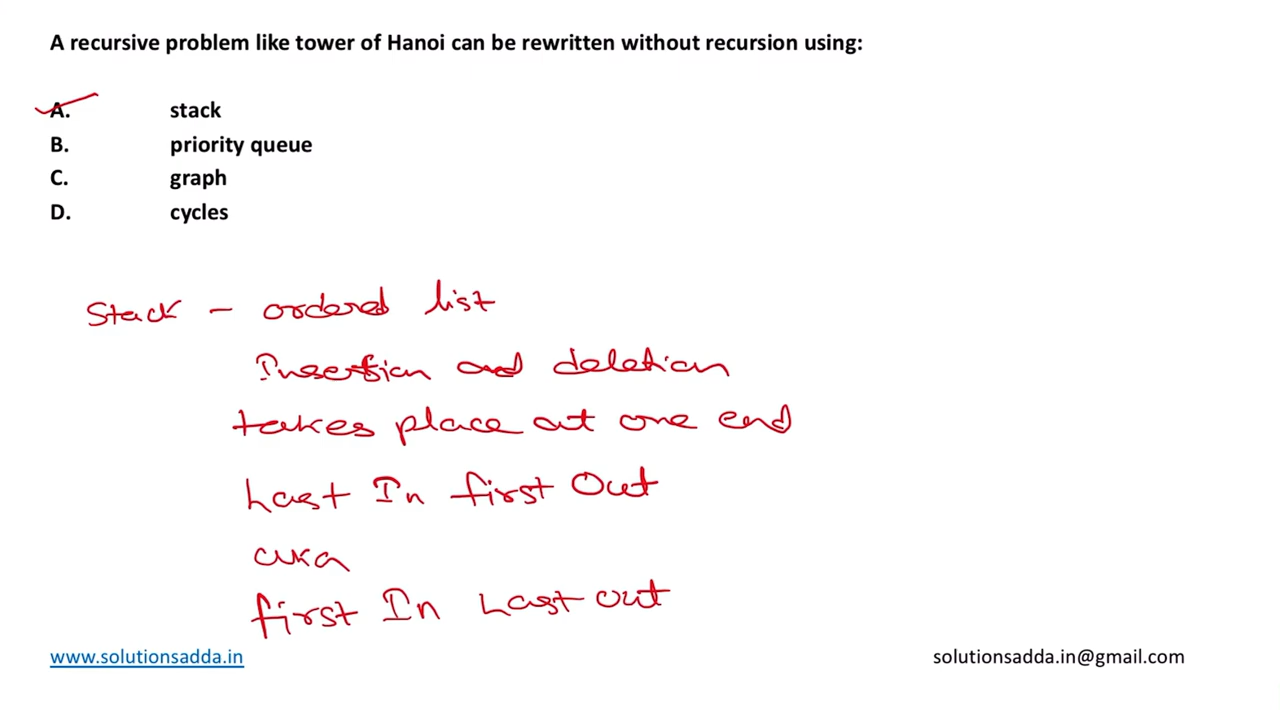 A recursive problem like tower of Hanoi can be rewritten without recursion using:
A. stack
B. priority queue
C. graph
D. cycles
Stack - ordered list
Insertion and deletion
takes place at one end
Last In first Out
aka
first In Last out
www.solutionsadda.in solutionsadda.in@gmail.com